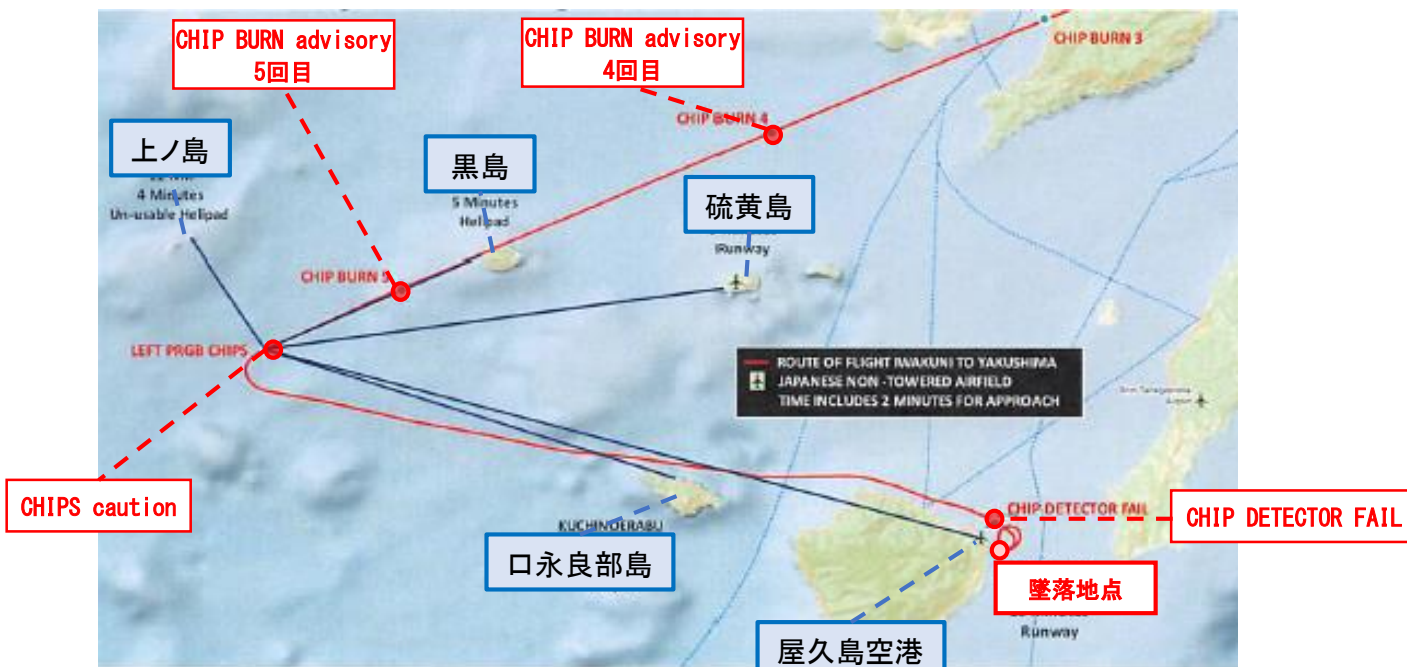 CHIP BURN advisory
5回目
CHIP BURN advisory
4回目
CHIP BURN 3
CHIP BURN 4
上ノ島
4 Minutes
Un-usable Helipad
黒島
5 Minutes
Helipad
硫黄島
Runway
CHIP BURN 5
LEFT PRGB CHIPS
ROUTE OF FLIGHT IWAKUNI TO YAKUSHIMA
JAPANESE NON-TOWERED AIRFIELD
TIME INCLUDES 2 MINUTES FOR APPROACH
CHIPS caution
KUCHINOERABU
口永良部島
CHIP DETECTOR FAIL
CHIP DETECTOR FAIL
墜落地点
Runway
屋久島空港